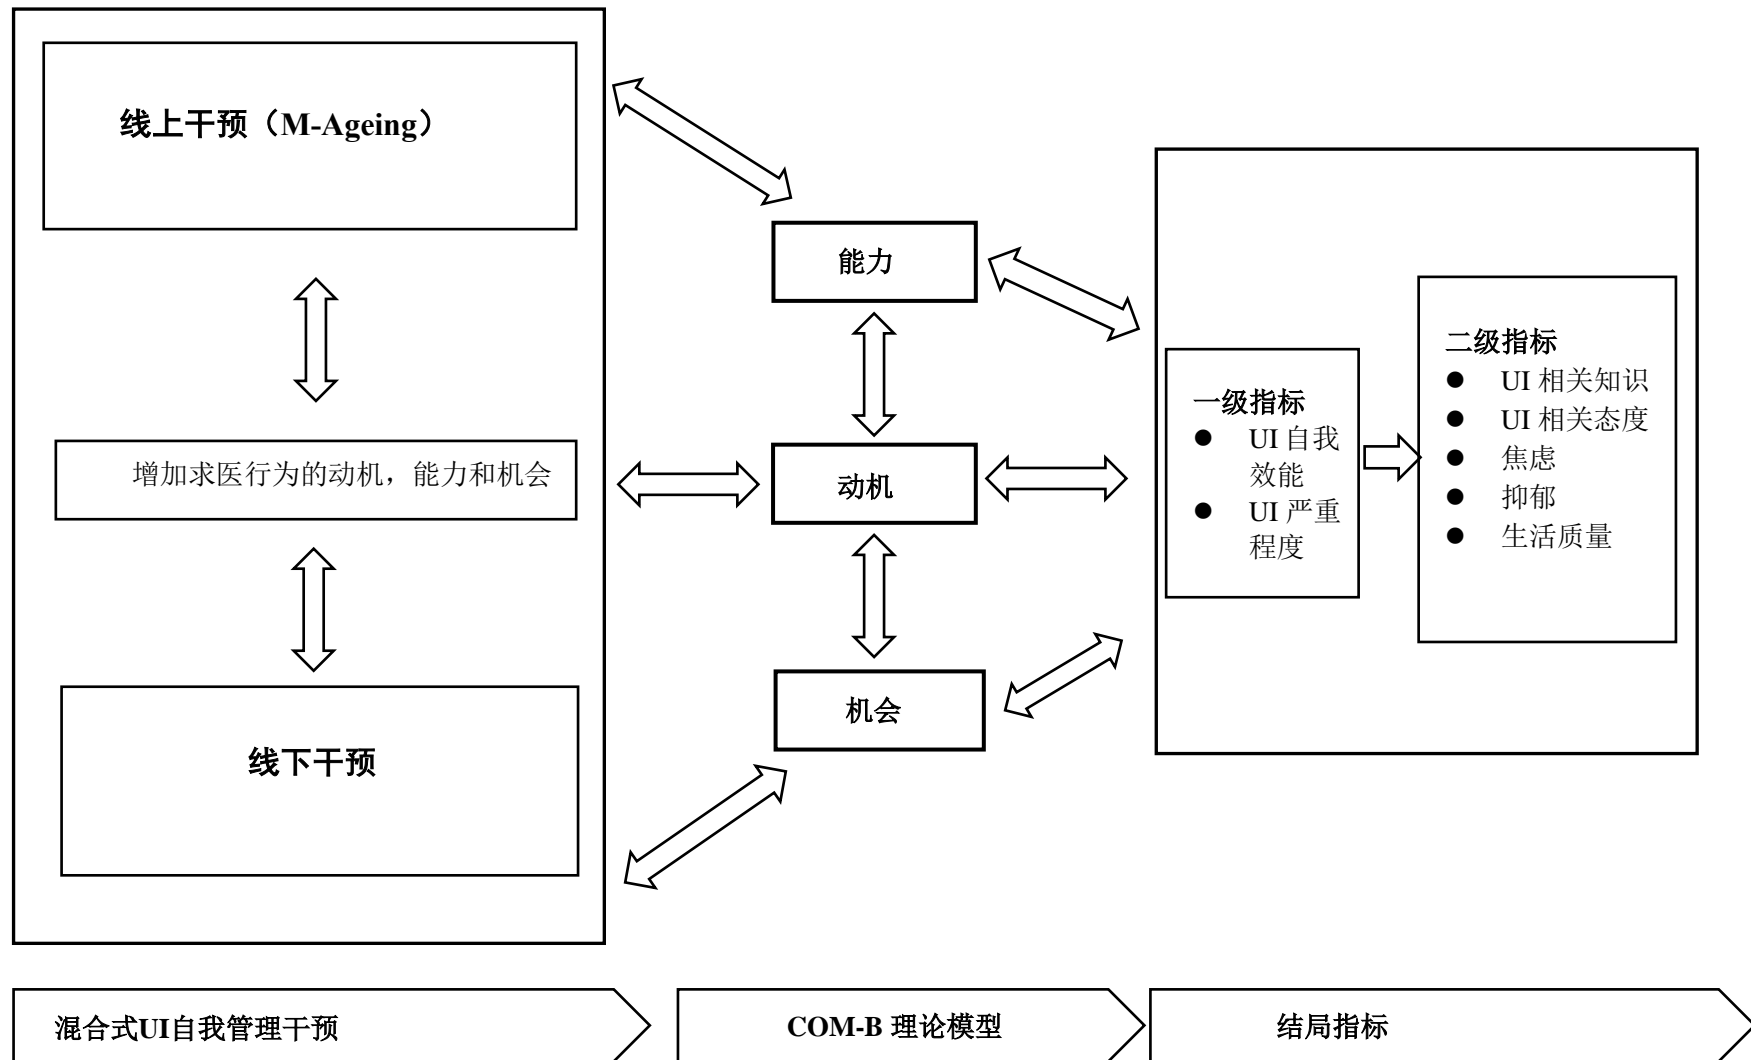 线上干预（M-Ageing）
增加求医行为的动机，能力和机会
线下干预
能力
动机
机会
一级指标
● UI 自我
效能
● UI 严重
程度
二级指标
● UI 相关知识
● UI 相关态度
● 焦虑
● 抑郁
● 生活质量
混合式UI自我管理干预
COM-B 理论模型
结局指标